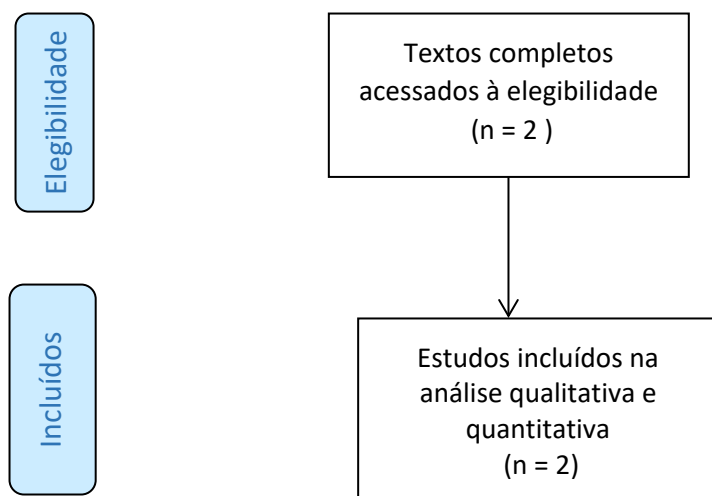 Elegibilidade
Textos completos
acessados à elegibilidade
(n = 2 )
Incluídos
Estudos incluídos na
análise qualitativa e
quantitativa
(n = 2)